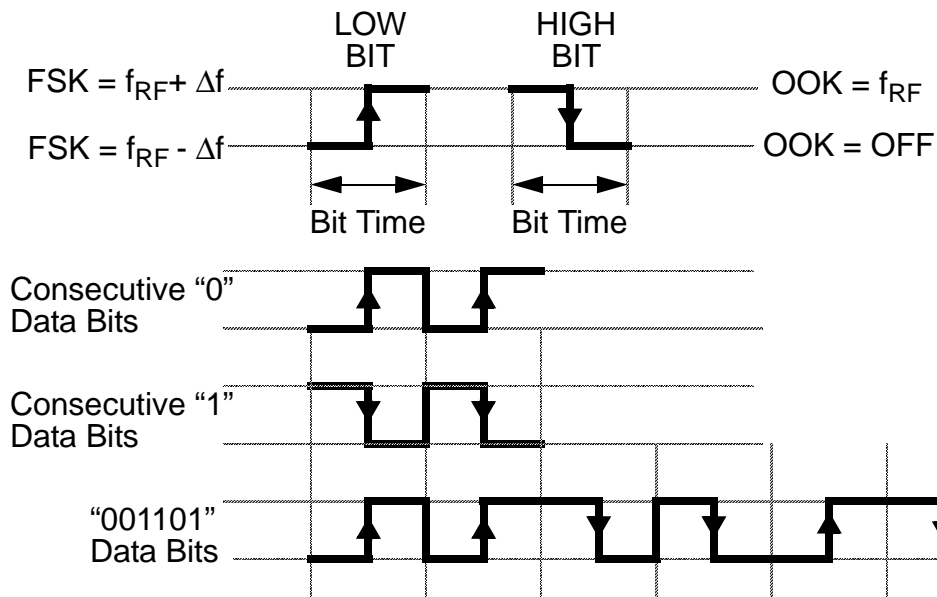 LOW
BIT
HIGH
BIT
FSK = fRF+ Δf
OOK = fRF
FSK = fRF - Δf
OOK = OFF
Bit Time
Bit Time
Consecutive “0”
Data Bits
Consecutive “1”
Data Bits
“001101”
Data Bits